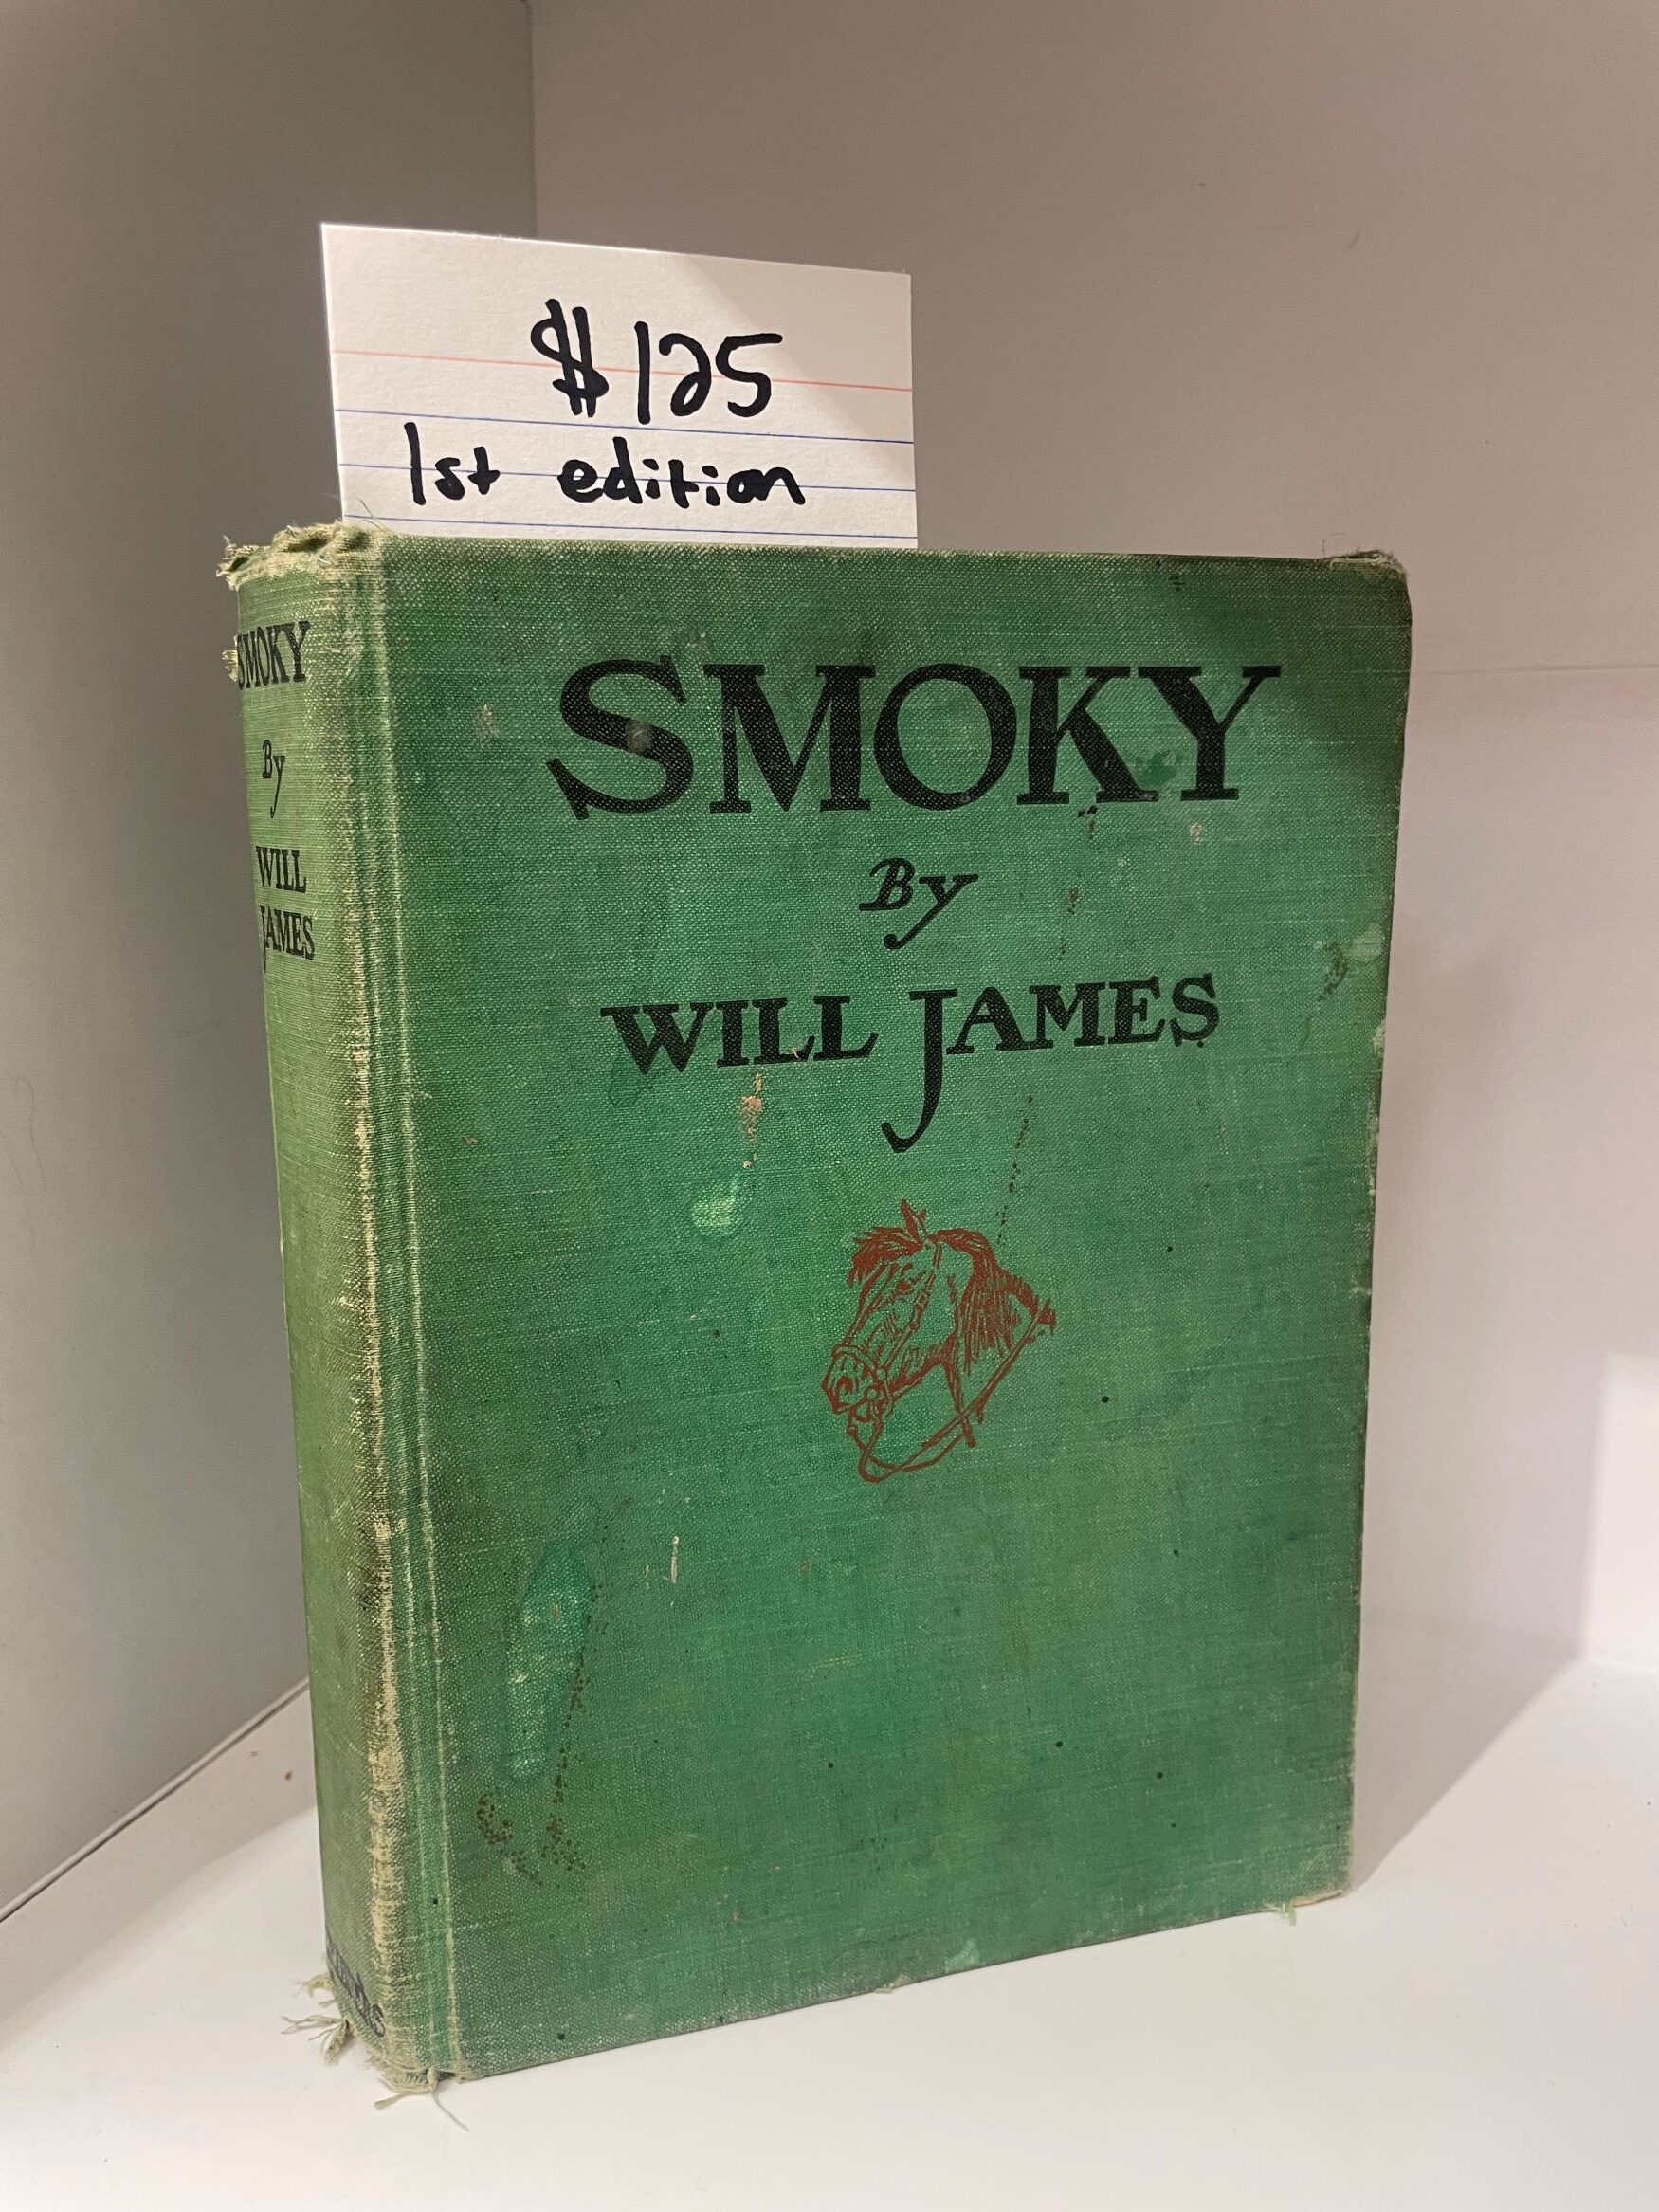 $125
1st edition
SMOKY
By
WILL
JAMES
SMOKY
By
WILL JAMES